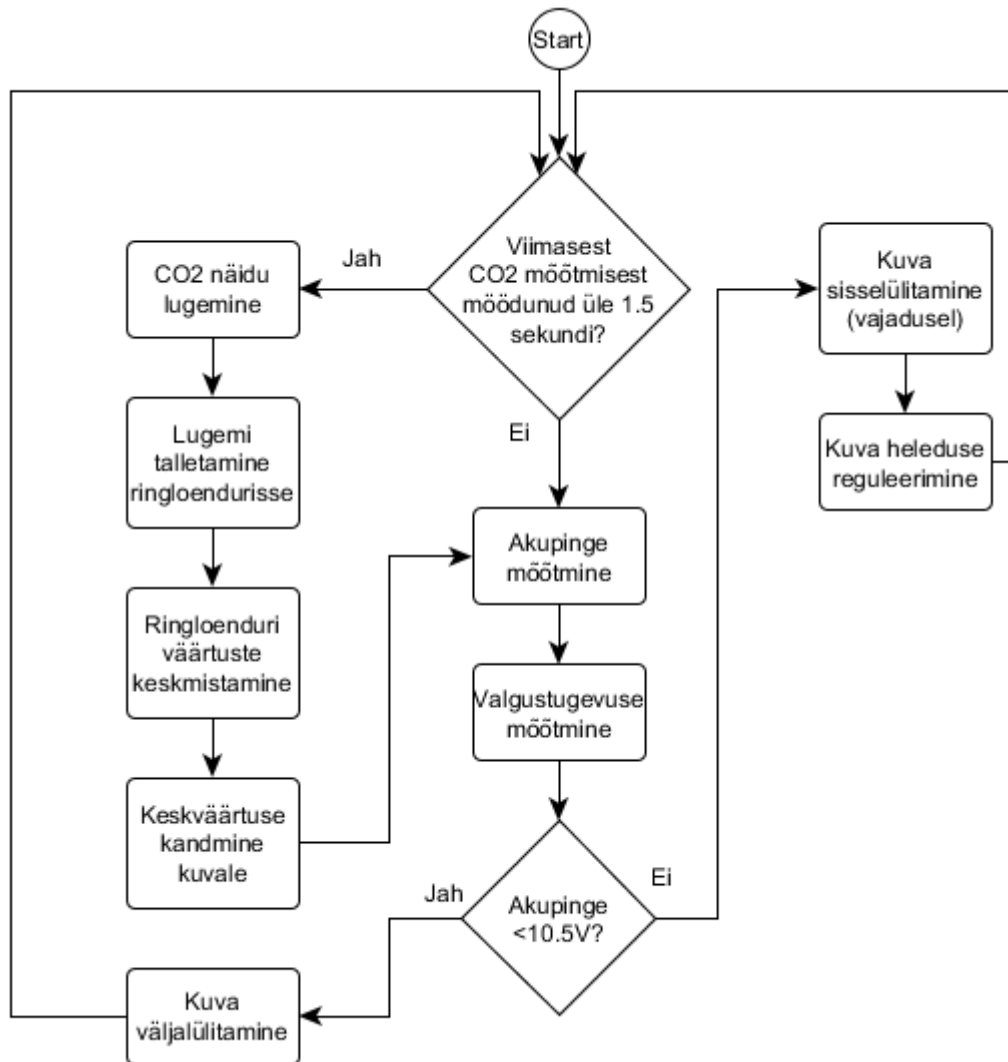 Start
Viimasest
CO2 mõõtmisest
möödunud üle 1.5
sekundi?
Jah
CO2 näidu
lugemine
Lugemi
talletamine
ringloendurisse
Ringloenduri
väärtuste
keskmistamine
Keskväärtuse
kandmine
kuvale
Ei
Akupinge
mõõtmine
Valgustugevuse
mõõtmine
Akupinge
<10.5V?
Jah
Kuva
väljalülitamine
Ei
Kuva
sisselülitamine
(vajadusel)
Kuva heleduse
reguleerimine